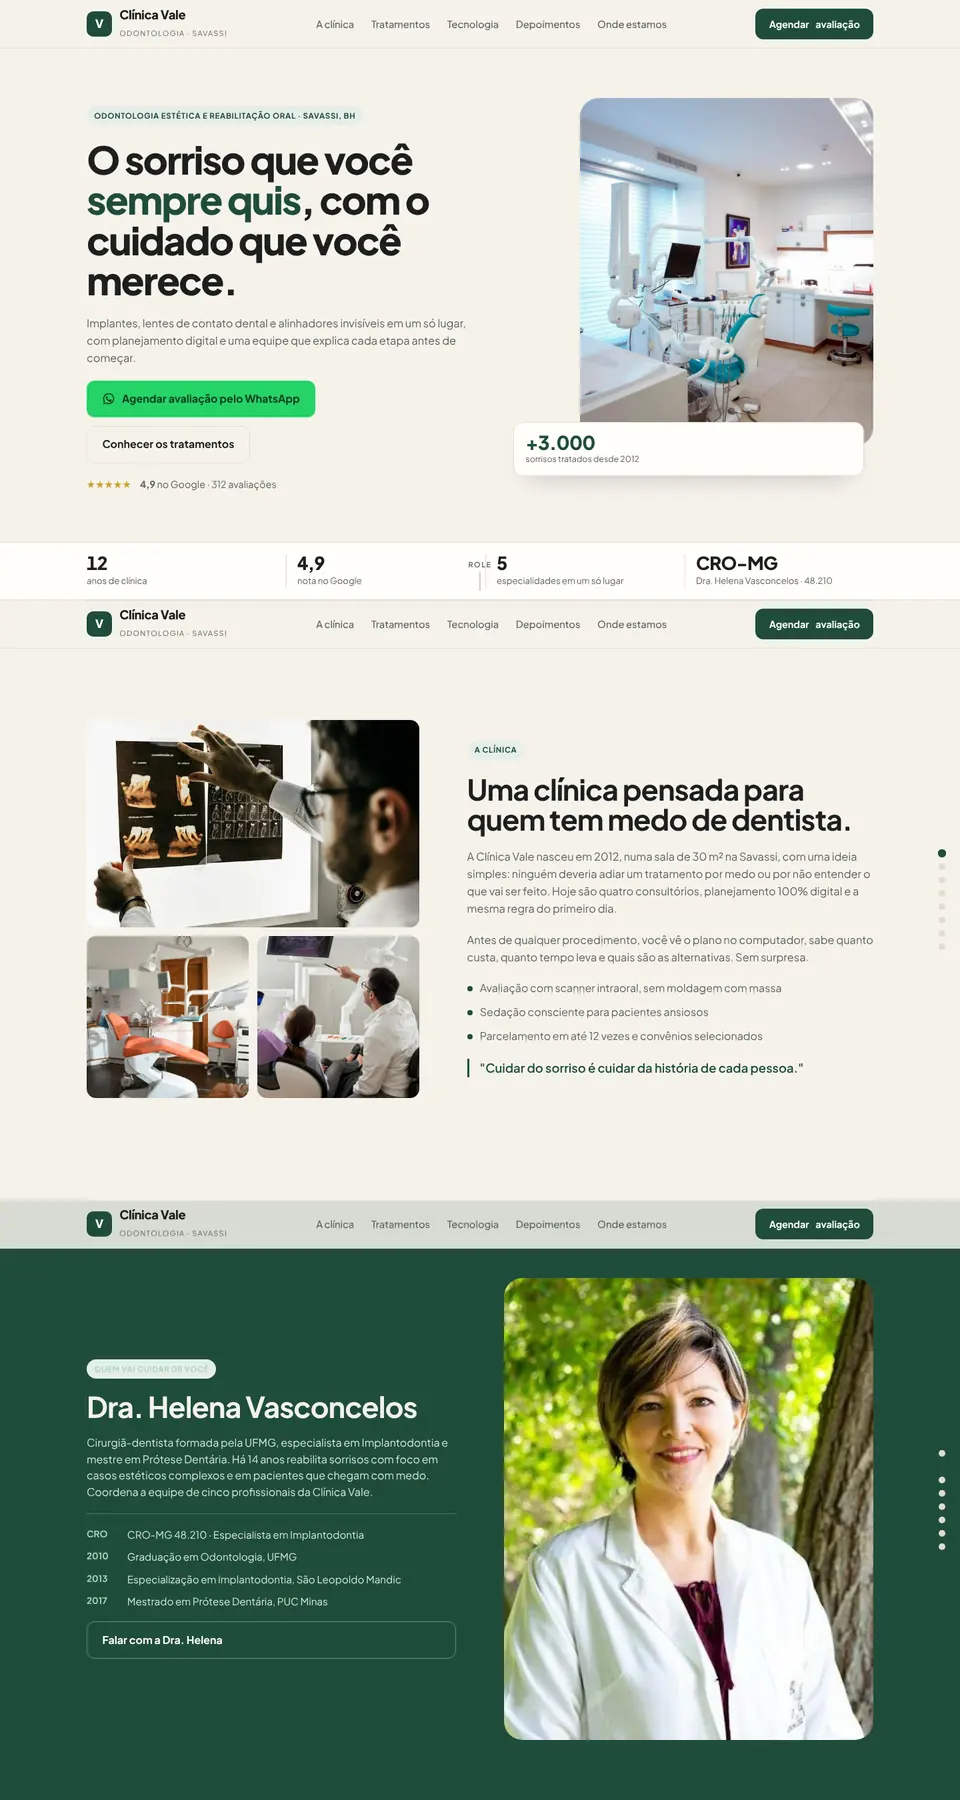 V
Clínica Vale
ODONTOLOGIA · SAVASSI
A clínica
Tratamentos
Tecnologia
Depoimentos
Onde estamos
Agendar avaliação
ODONTOLOGIA ESTÉTICA E REABILITAÇÃO ORAL · SAVASSI, BH
O sorriso que você
sempre quis, com o
cuidado que você
merece.
Implantes, lentes de contato dental e alinhadores invisíveis em um só lugar,
com planejamento digital e uma equipe que explica cada etapa antes de
começar.
Agendar avaliação pelo WhatsApp
Conhecer os tratamentos
★★★★★ 4,9 no Google · 312 avaliações
+3.000
sorrisos tratados desde 2012
12
anos de clínica
4,9
nota no Google
ROLE
5
especialidades em um só lugar
CRO-MG
Dra. Helena Vasconcelos · 48.210
V
Clínica Vale
ODONTOLOGIA · SAVASSI
A clínica
Tratamentos
Tecnologia
Depoimentos
Onde estamos
Agendar avaliação
A CLÍNICA
Uma clínica pensada para
quem tem medo de dentista.
A Clínica Vale nasceu em 2012, numa sala de 30 m² na Savassi, com uma ideia
simples: ninguém deveria adiar um tratamento por medo ou por não entender o
que vai ser feito. Hoje são quatro consultórios, planejamento 100% digital e a
mesma regra do primeiro dia.
Antes de qualquer procedimento, você vê o plano no computador, sabe quanto
custa, quanto tempo leva e quais são as alternativas. Sem surpresa.
Avaliação com scanner intraoral, sem moldagem com massa
Sedação consciente para pacientes ansiosos
Parcelamento em até 12 vezes e convênios selecionados
"Cuidar do sorriso é cuidar da história de cada pessoa."
V
Clínica Vale
ODONTOLOGIA · SAVASSI
A clínica
Tratamentos
Tecnologia
Depoimentos
Onde estamos
Agendar avaliação
QUEM VAI CUIDAR DE VOCÊ
Dra. Helena Vasconcelos
Cirurgiã-dentista formada pela UFMG, especialista em Implantodontia e
mestre em Prótese Dentária. Há 14 anos reabilita sorrisos com foco em
casos estéticos complexos e em pacientes que chegam com medo.
Coordena a equipe de cinco profissionais da Clínica Vale.
CRO CRO-MG 48.210 · Especialista em Implantodontia
2010 Graduação em Odontologia, UFMG
2013 Especialização em Implantodontia, São Leopoldo Mandic
2017 Mestrado em Prótese Dentária, PUC Minas
Falar com a Dra. Helena